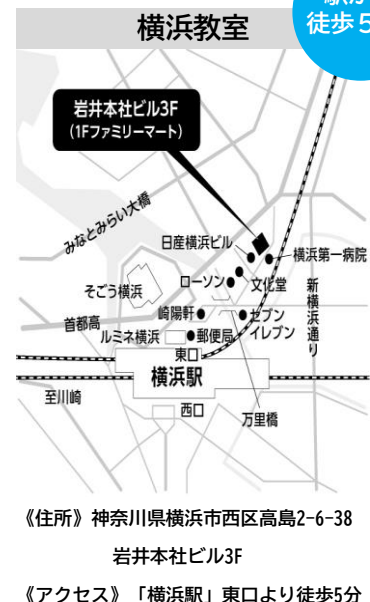 徒歩5
横浜教室
岩井本社ビル3F
(1Fファミリーマート)
みなとみらい大橋
日産横浜ビル
横浜第一病院
ローソン
文化堂
そごう横浜
新横浜通り
崎陽軒
セブン
イレブン
首都高
ルミネ横浜
郵便局
東口
横浜駅
至川崎
西口
万里橋
《住所》神奈川県横浜市西区高島2-6-38
岩井本社ビル3F
《アクセス》「横浜駅」東口より徒歩5分